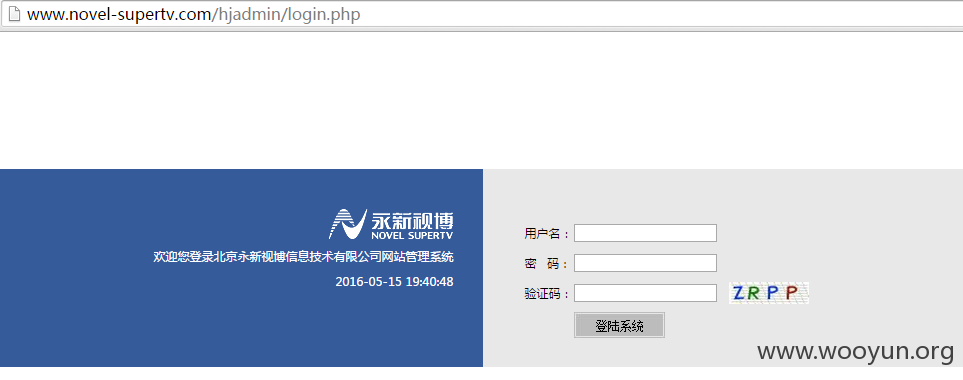 www.novel-supertv.com/hjadmin/login.php
永新视博
NOVEL SUPERTV
欢迎您登录北京永新视博信息技术有限公司网站管理系统
2016-05-15 19:40:48
用户名：
密 码：
验证码： ZRPP
登陆系统
www.wooyun.org